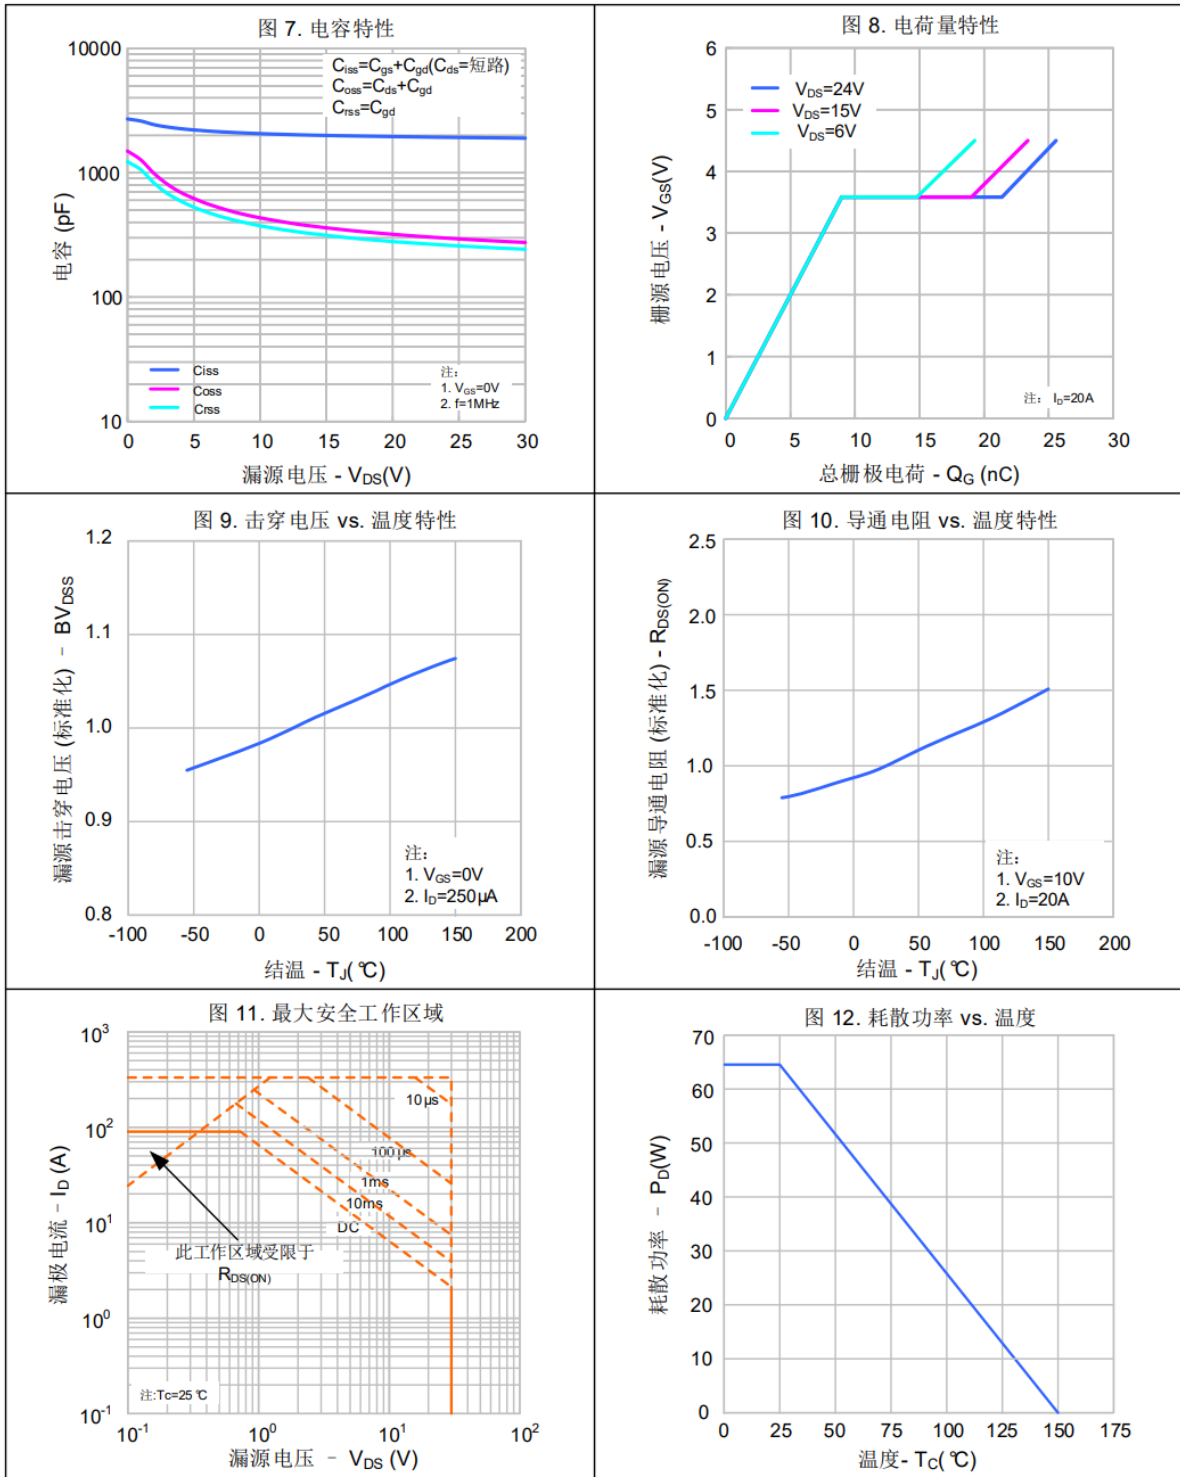 图 7. 电容特性
10000
1000
100
10
电容 (pF)
Ciss=Cgs+Cgd(Cds=短路)
Coss=Cds+Cgd
Crss=Cgd
Ciss
Coss
Crss
注:
1. VGS=0V
2. f=1MHz
0 5 10 15 20 25 30
漏源电压 - VDS(V)
图 8. 电荷量特性
6
5
4
3
2
1
0
栅源电压 - VGS(V)
VDS=24V
VDS=15V
VDS=6V
注: ID=20A
0 5 10 15 20 25 30
总栅极电荷 - QG (nC)
图 9. 击穿电压 vs. 温度特性
1.2
1.1
1.0
0.9
0.8
漏源击穿电压 (标准化) - BVDSS
注:
1. VGS=0V
2. ID=250µA
-100 -50 0 50 100 150 200
结温 - TJ(℃)
图 10. 导通电阻 vs. 温度特性
2.5
2.0
1.5
1.0
0.5
0.0
漏源导通电阻 (标准化) - RDS(ON)
注:
1. VGS=10V
2. ID=20A
-100 -50 0 50 100 150 200
结温 - TJ(℃)
图 11. 最大安全工作区域
10³
10²
10¹
10⁰
10⁻¹
漏极电流 - ID (A)
10µs
100µs
1ms
10ms
DC
此工作区域受限于
RDS(ON)
注:Tc=25℃
10⁻¹ 10⁰ 10¹ 10²
漏源电压 - VDS (V)
图 12. 耗散功率 vs. 温度
70
60
50
40
30
20
10
0
耗散功率 - PD(W)
0 25 50 75 100 125 150 175
温度- TC(℃)